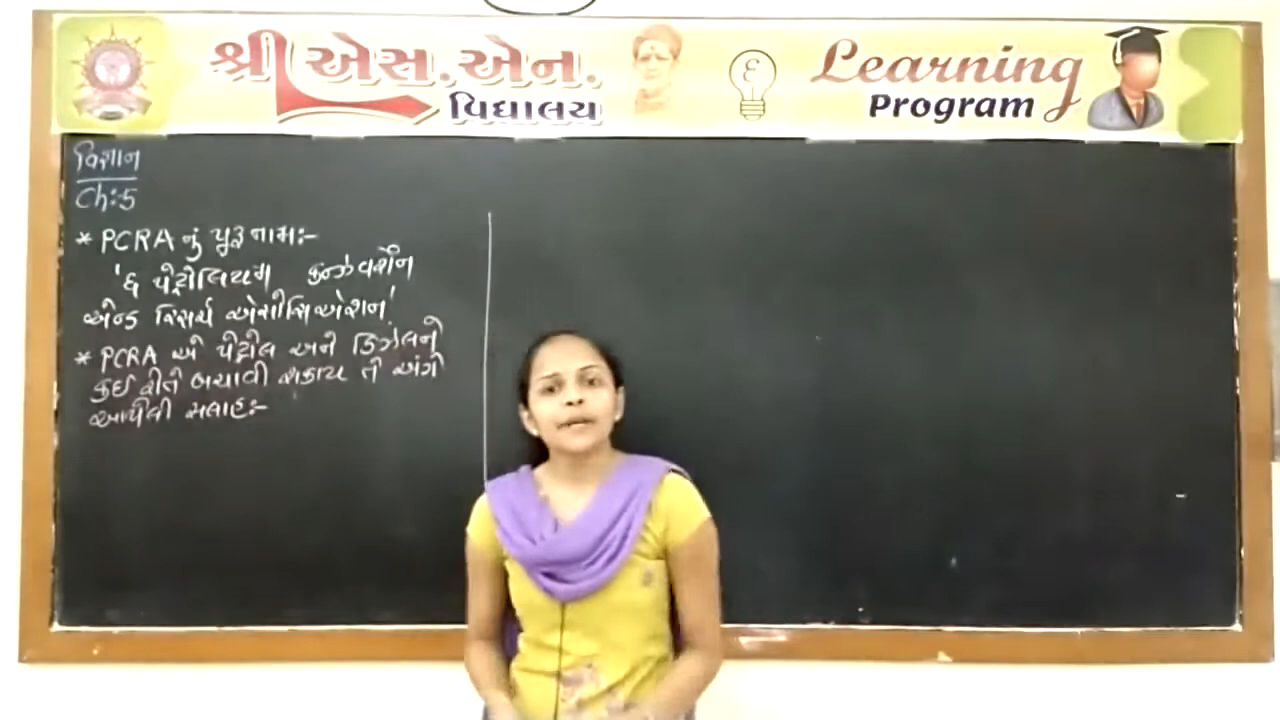 શ્રી એસ.એન.
વિદ્યાલય
Learning
Program
વિજ્ઞાન
Ch:-5
* PCRA નું પૂરૂ નામ:-
'ધ પેટ્રોલિયમ કન્ઝર્વેશન
એન્ડ રિસર્ચ એસોસિએશન'
* PCRA એ પેટ્રોલ અને ડિઝલને
કઈ રીતે બચાવી શકાય તે અંગે
આપેલી સલાહ:-